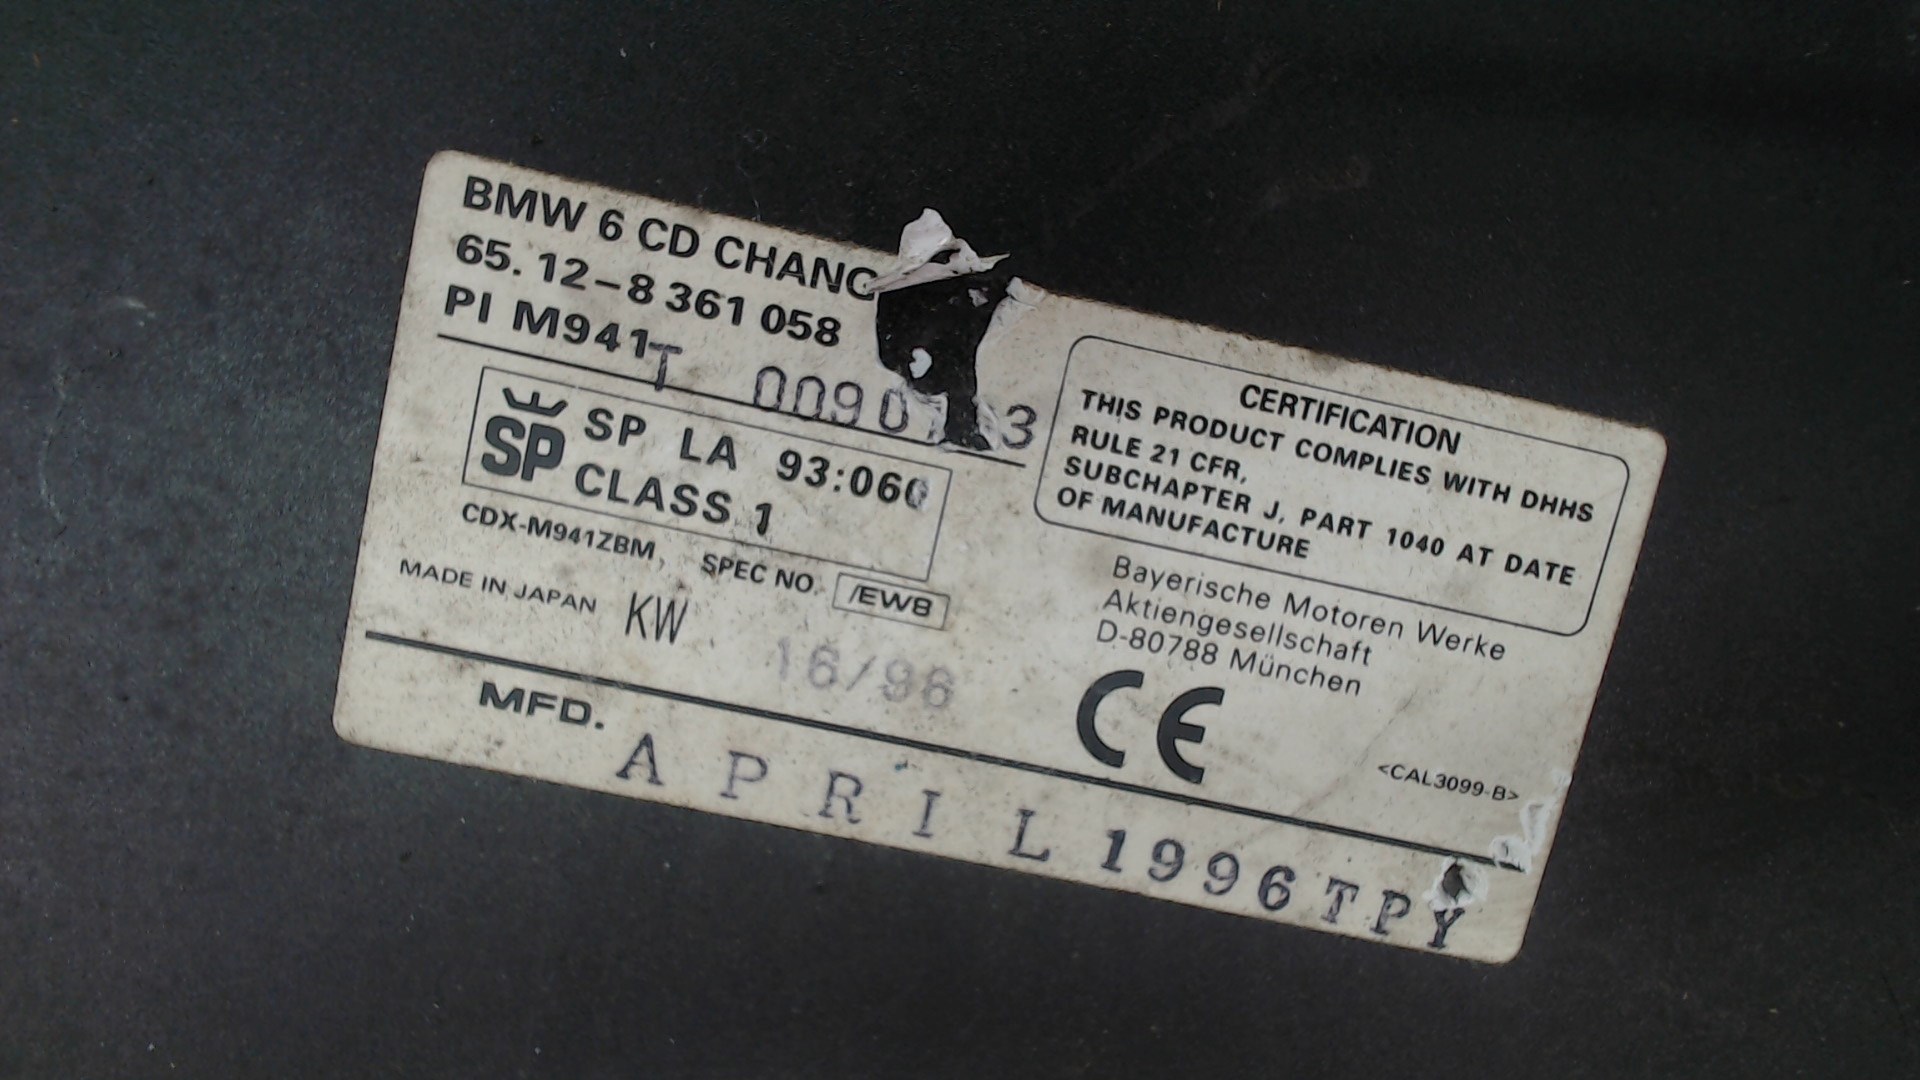 BMW 6 CD CHANG
65. 12-8 361 058
PI M941
T 0090 3
SP
SP LA 93:060
CLASS 1
CDX-M941ZBM, SPEC NO. /EW8
MADE IN JAPAN KW
16/96
CERTIFICATION
THIS PRODUCT COMPLIES WITH DHHS
RULE 21 CFR,
SUBCHAPTER J, PART 1040 AT DATE
OF MANUFACTURE
Bayerische Motoren Werke
Aktiengesellschaft
D-80788 München
CE
<CAL3099-B>
MFD.
APRIL 1996 TPY